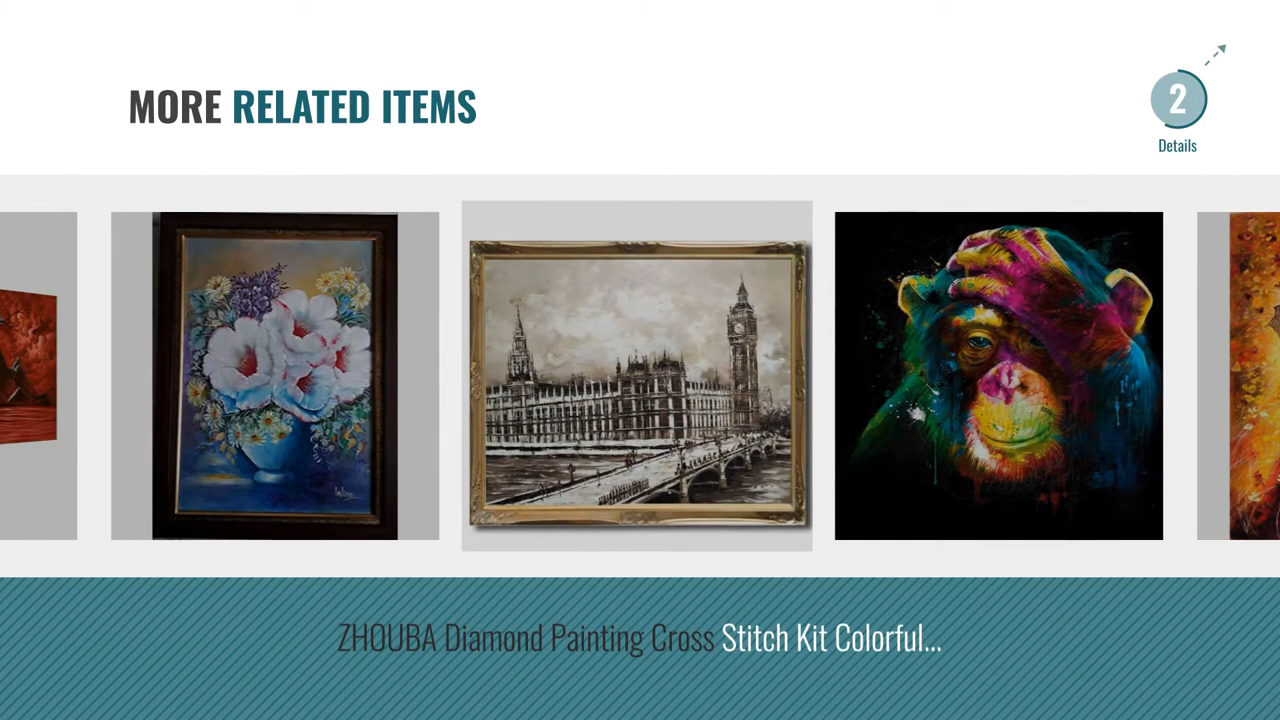 MORE RELATED ITEMS
2
Details
ZHOUBA Diamond Painting Cross Stitch Kit Colorful...